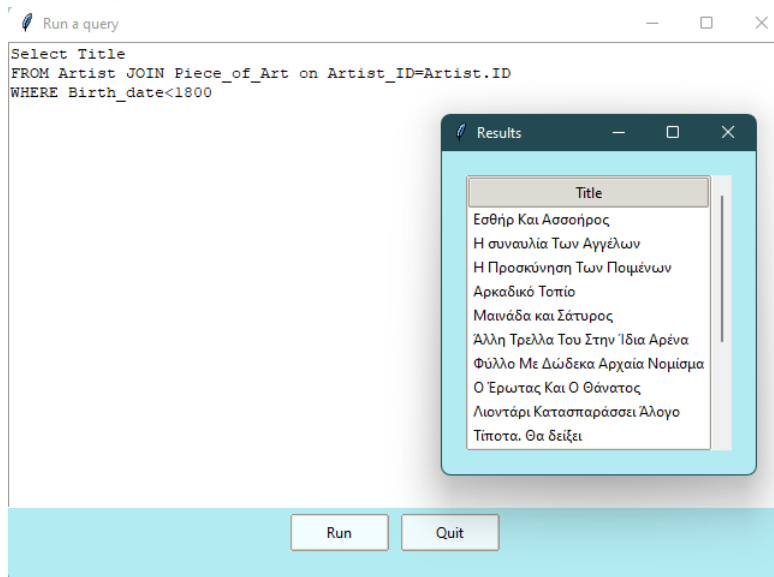 Run a query
Select Title
FROM Artist JOIN Piece_of_Art on Artist_ID=Artist.ID
WHERE Birth_date<1800
Results
Title
Εσθήρ Και Ασσοήρος
Η συναυλία Των Αγγέλων
Η Προσκύνηση Των Ποιμένων
Αρκαδικό Τοπίο
Μαινάδα και Σάτυρος
Άλλη Τρελλα Του Στην Ίδια Αρένα
Φύλλο Με Δώδεκα Αρχαία Νομίσμα
Ο Έρωτας Και Ο Θάνατος
Λιοντάρι Κατασπαράσσει Άλογο
Τίποτα. Θα δείξει
Run
Quit